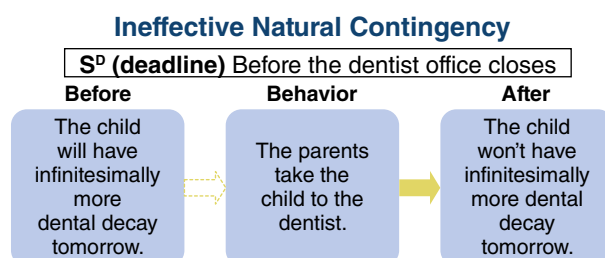 Ineffective Natural Contingency
S^D (deadline) Before the dentist office closes
Before
Behavior
After
The child
will have
infinitesimally
more
dental decay
tomorrow.
The parents
take the
child to the
dentist.
The child
won't have
infinitesimally
more dental
decay
tomorrow.